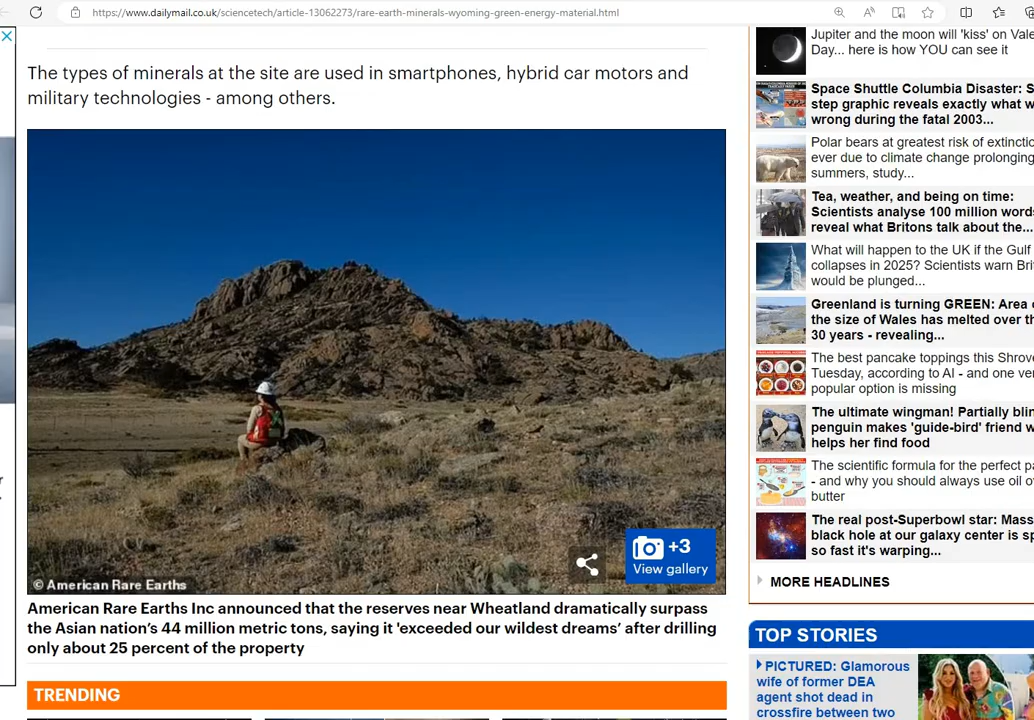 https://www.dailymail.co.uk/sciencetech/article-13062273/rare-earth-minerals-wyoming-green-energy-material.html
The types of minerals at the site are used in smartphones, hybrid car motors and
military technologies - among others.
© American Rare Earths
+3
View gallery
American Rare Earths Inc announced that the reserves near Wheatland dramatically surpass
the Asian nation's 44 million metric tons, saying it 'exceeded our wildest dreams' after drilling
only about 25 percent of the property
TRENDING
Jupiter and the moon will 'kiss' on
Day... here is how YOU can see it
Space Shuttle Columbia Disaster:
step graphic reveals exactly what
wrong during the fatal 2003...
Polar bears at greatest risk of
ever due to climate change prolonging
summers, study...
Tea, weather, and being on time:
Scientists analyse 100 million
reveal what Britons talk about the...
What will happen to the UK if the Gulf
collapses in 2025? Scientists warn
would be plunged...
Greenland is turning GREEN: Area
the size of Wales has melted over
30 years - revealing...
The best pancake toppings this
Tuesday, according to AI - and one
popular option is missing
The ultimate wingman! Partially
penguin makes 'guide-bird' friend
helps her find food
The scientific formula for the perfect
- and why you should always use oil
butter
The real post-Superbowl star:
black hole at our galaxy center is
so fast it's warping...
MORE HEADLINES
TOP STORIES
PICTURED: Glamorous
wife of former DEA
agent shot dead in
crossfire between two